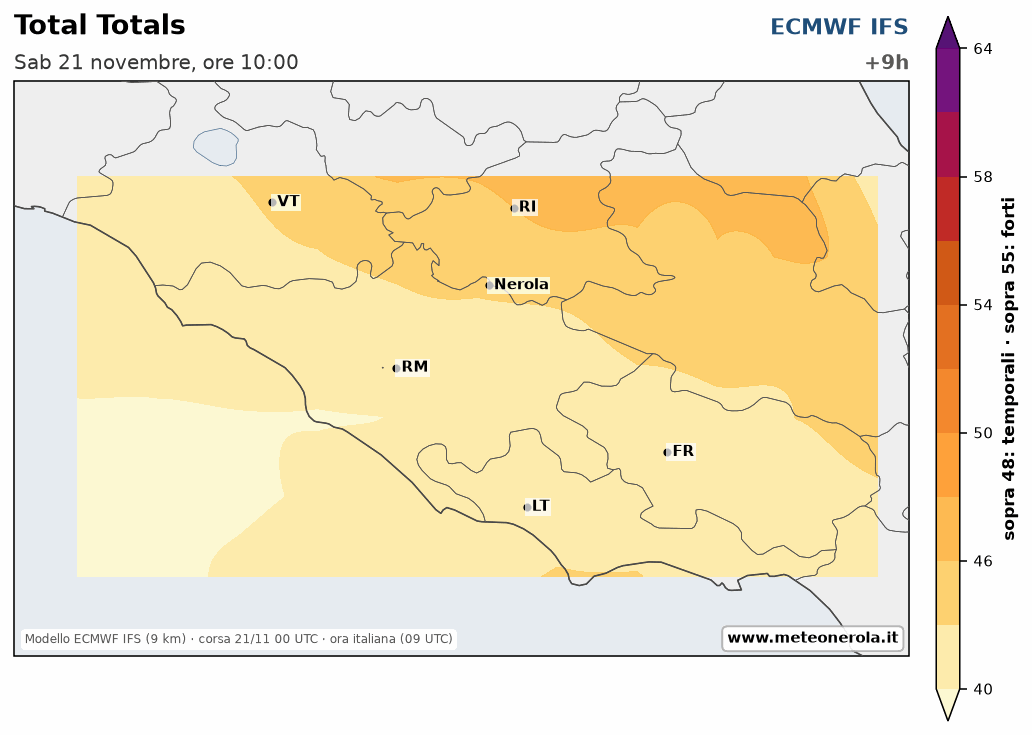 Total Totals
ECMWF IFS
Sab 21 novembre, ore 10:00
+9h
VT
RI
Nerola
RM
FR
LT
Modello ECMWF IFS (9 km) · corsa 21/11 00 UTC · ora italiana (09 UTC)
www.meteonerola.it
64
58
54
50
46
40
sopra 48: temporali · sopra 55: forti